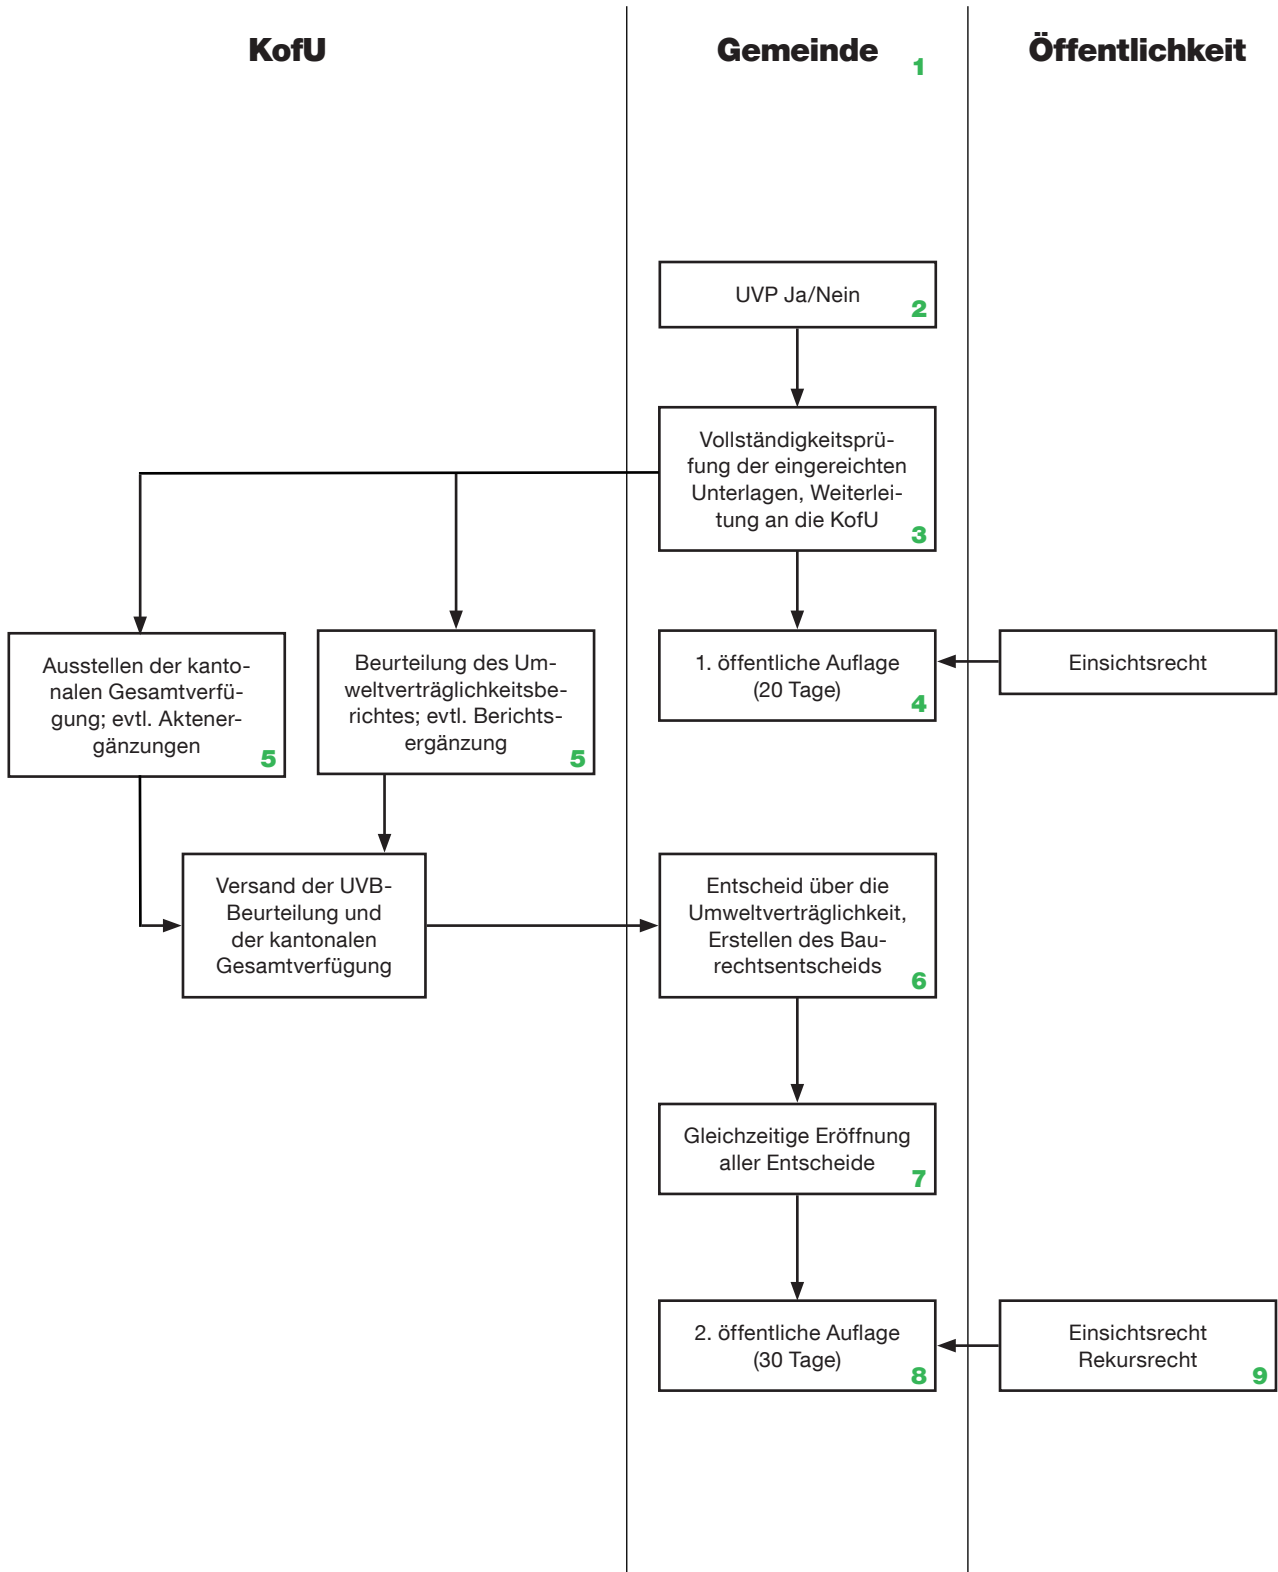 KofU
Gemeinde
1
Öffentlichkeit
UVP Ja/Nein
2
Vollständigkeitsprü-
fung der eingereichten
Unterlagen, Weiterlei-
tung an die KofU
3
Ausstellen der kanto-
nalen Gesamtverfü-
gung; evtl. Aktener-
gänzungen
5
Beurteilung des Um-
weltverträglichkeitsbe-
richtes; evtl. Berichts-
ergänzung
5
1. öffentliche Auflage
(20 Tage)
4
Einsichtsrecht
Versand der UVB-
Beurteilung und
der kantonalen
Gesamtverfügung
Entscheid über die
Umweltverträglichkeit,
Erstellen des Bau-
rechtsentscheids
6
Gleichzeitige Eröffnung
aller Entscheide
7
2. öffentliche Auflage
(30 Tage)
8
Einsichtsrecht
Rekursrecht
9